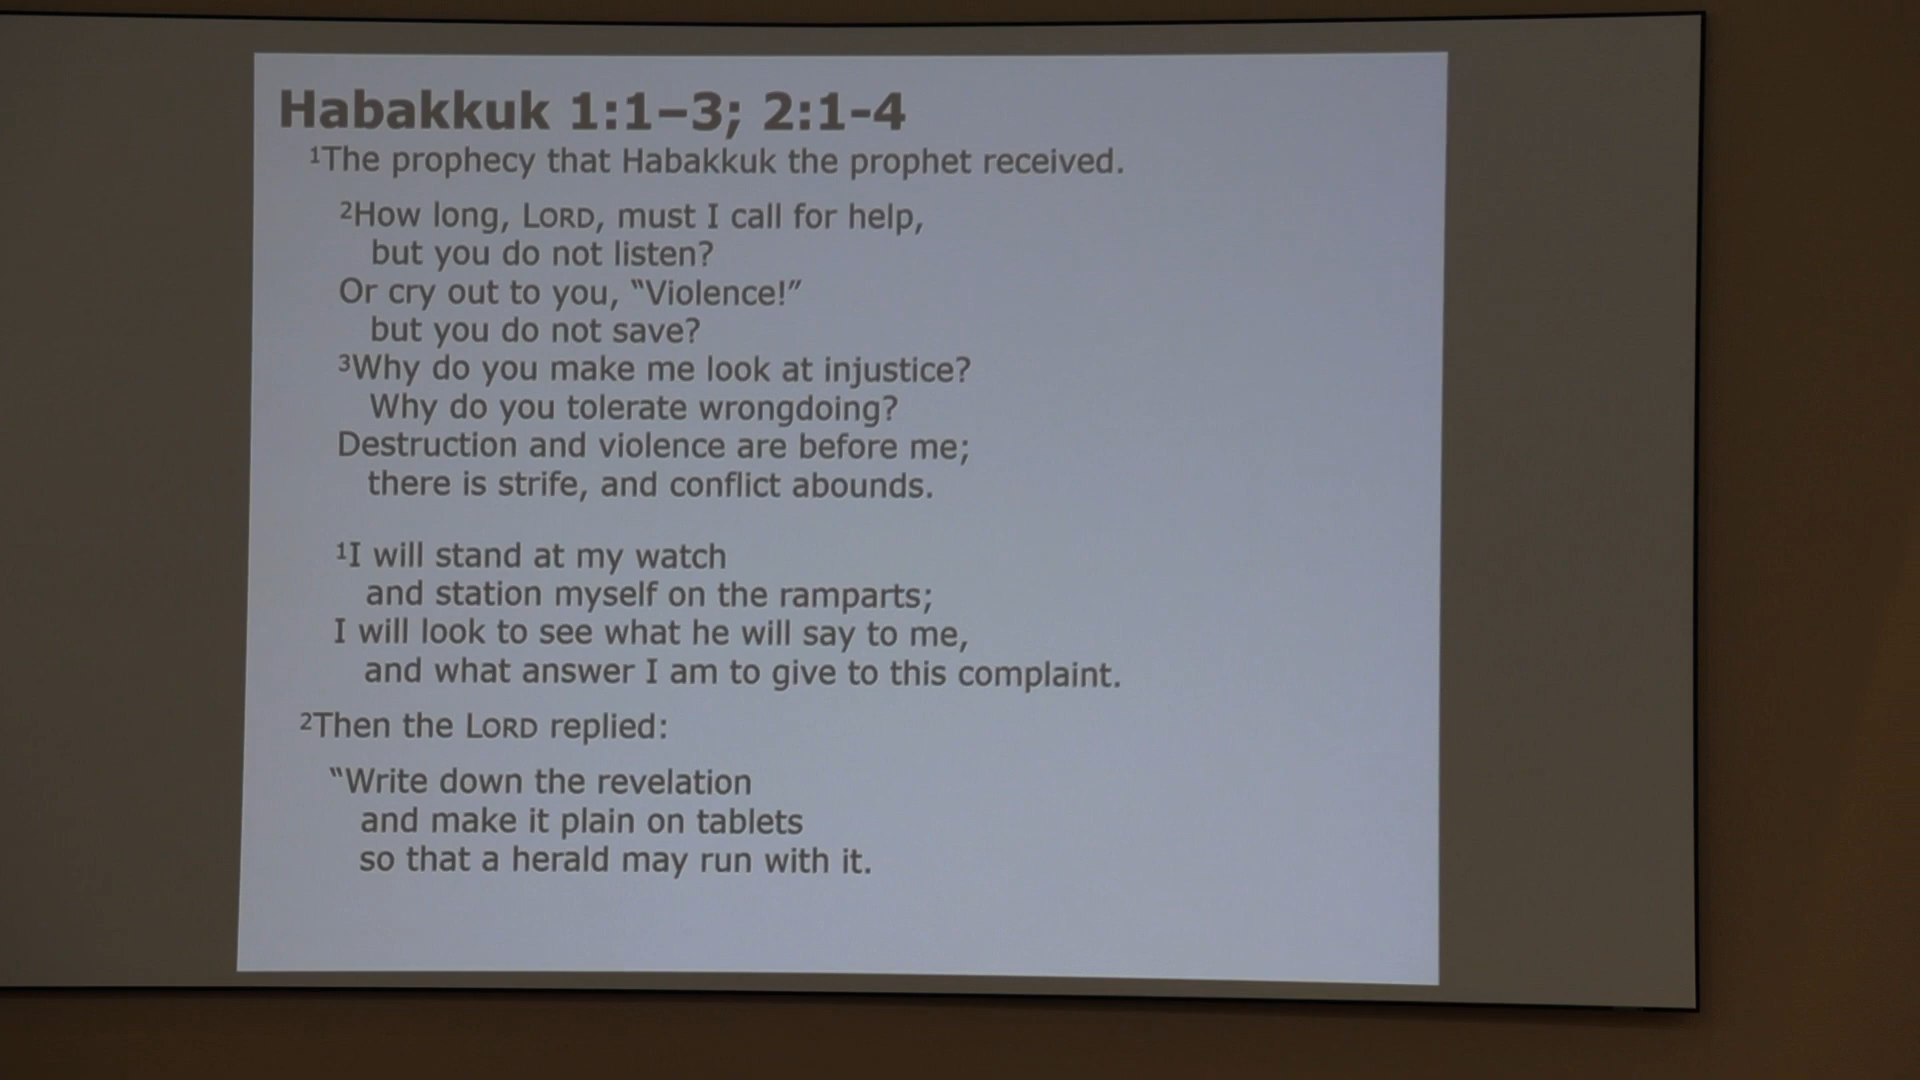 Habakkuk 1:1–3; 2:1-4
¹The prophecy that Habakkuk the prophet received.
²How long, LORD, must I call for help,
but you do not listen?
Or cry out to you, “Violence!”
but you do not save?
³Why do you make me look at injustice?
Why do you tolerate wrongdoing?
Destruction and violence are before me;
there is strife, and conflict abounds.
¹I will stand at my watch
and station myself on the ramparts;
I will look to see what he will say to me,
and what answer I am to give to this complaint.
²Then the LORD replied:
“Write down the revelation
and make it plain on tablets
so that a herald may run with it.